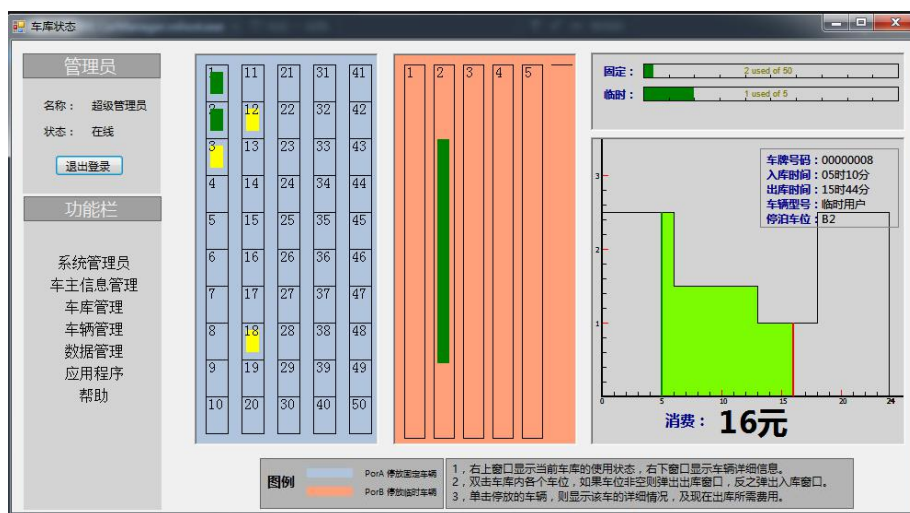 车库状态
管理员
名称： 超级管理员
状态： 在线
退出登录
功能栏
系统管理员
车主信息管理
车库管理
车辆管理
数据管理
应用程序
帮助
1 11 21 31 41
2 12 22 32 42
3 13 23 33 43
4 14 24 34 44
5 15 25 35 45
6 16 26 36 46
7 17 27 37 47
8 18 28 38 48
9 19 29 39 49
10 20 30 40 50
1 2 3 4 5
固定： 2 used of 50
临时： 1 used of 5
车牌号码：00000008
入库时间：05时10分
出库时间：15时44分
车辆型号：临时用户
停泊车位：B2
3
2
1
0 5 10 15 20 24
消费： 16元
图例
PorA 停放固定车辆
PorB 停放临时车辆
1，右上窗口显示当前车库的使用状态，右下窗口显示车辆详细信息。
2，双击车库内各个车位，如果车位非空则弹出出库窗口，反之弹出入库窗口。
3，单击停放的车辆，则显示该车的详细情况，及现在出库所需费用。